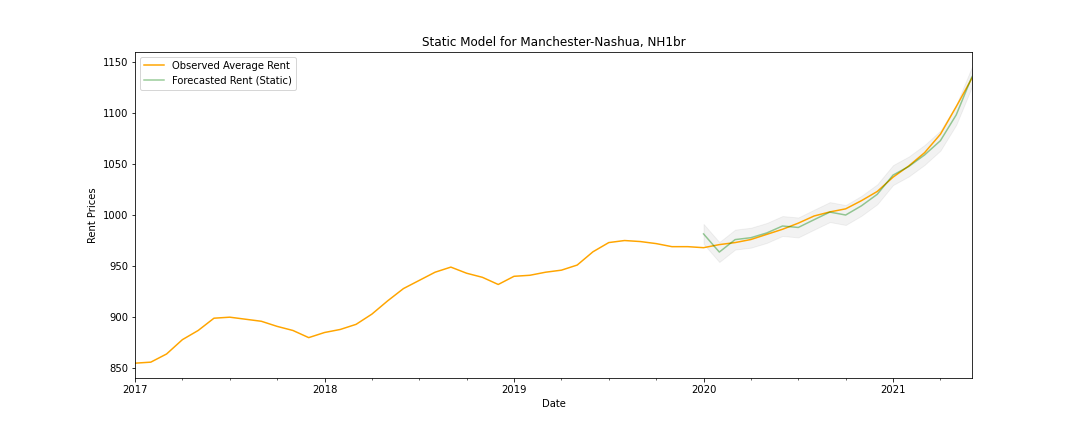 Static Model for Manchester-Nashua, NH1br
Observed Average Rent
Forecasted Rent (Static)
1150
1100
1050
1000
950
900
850
Rent Prices
2017 2018 2019 2020 2021
Date